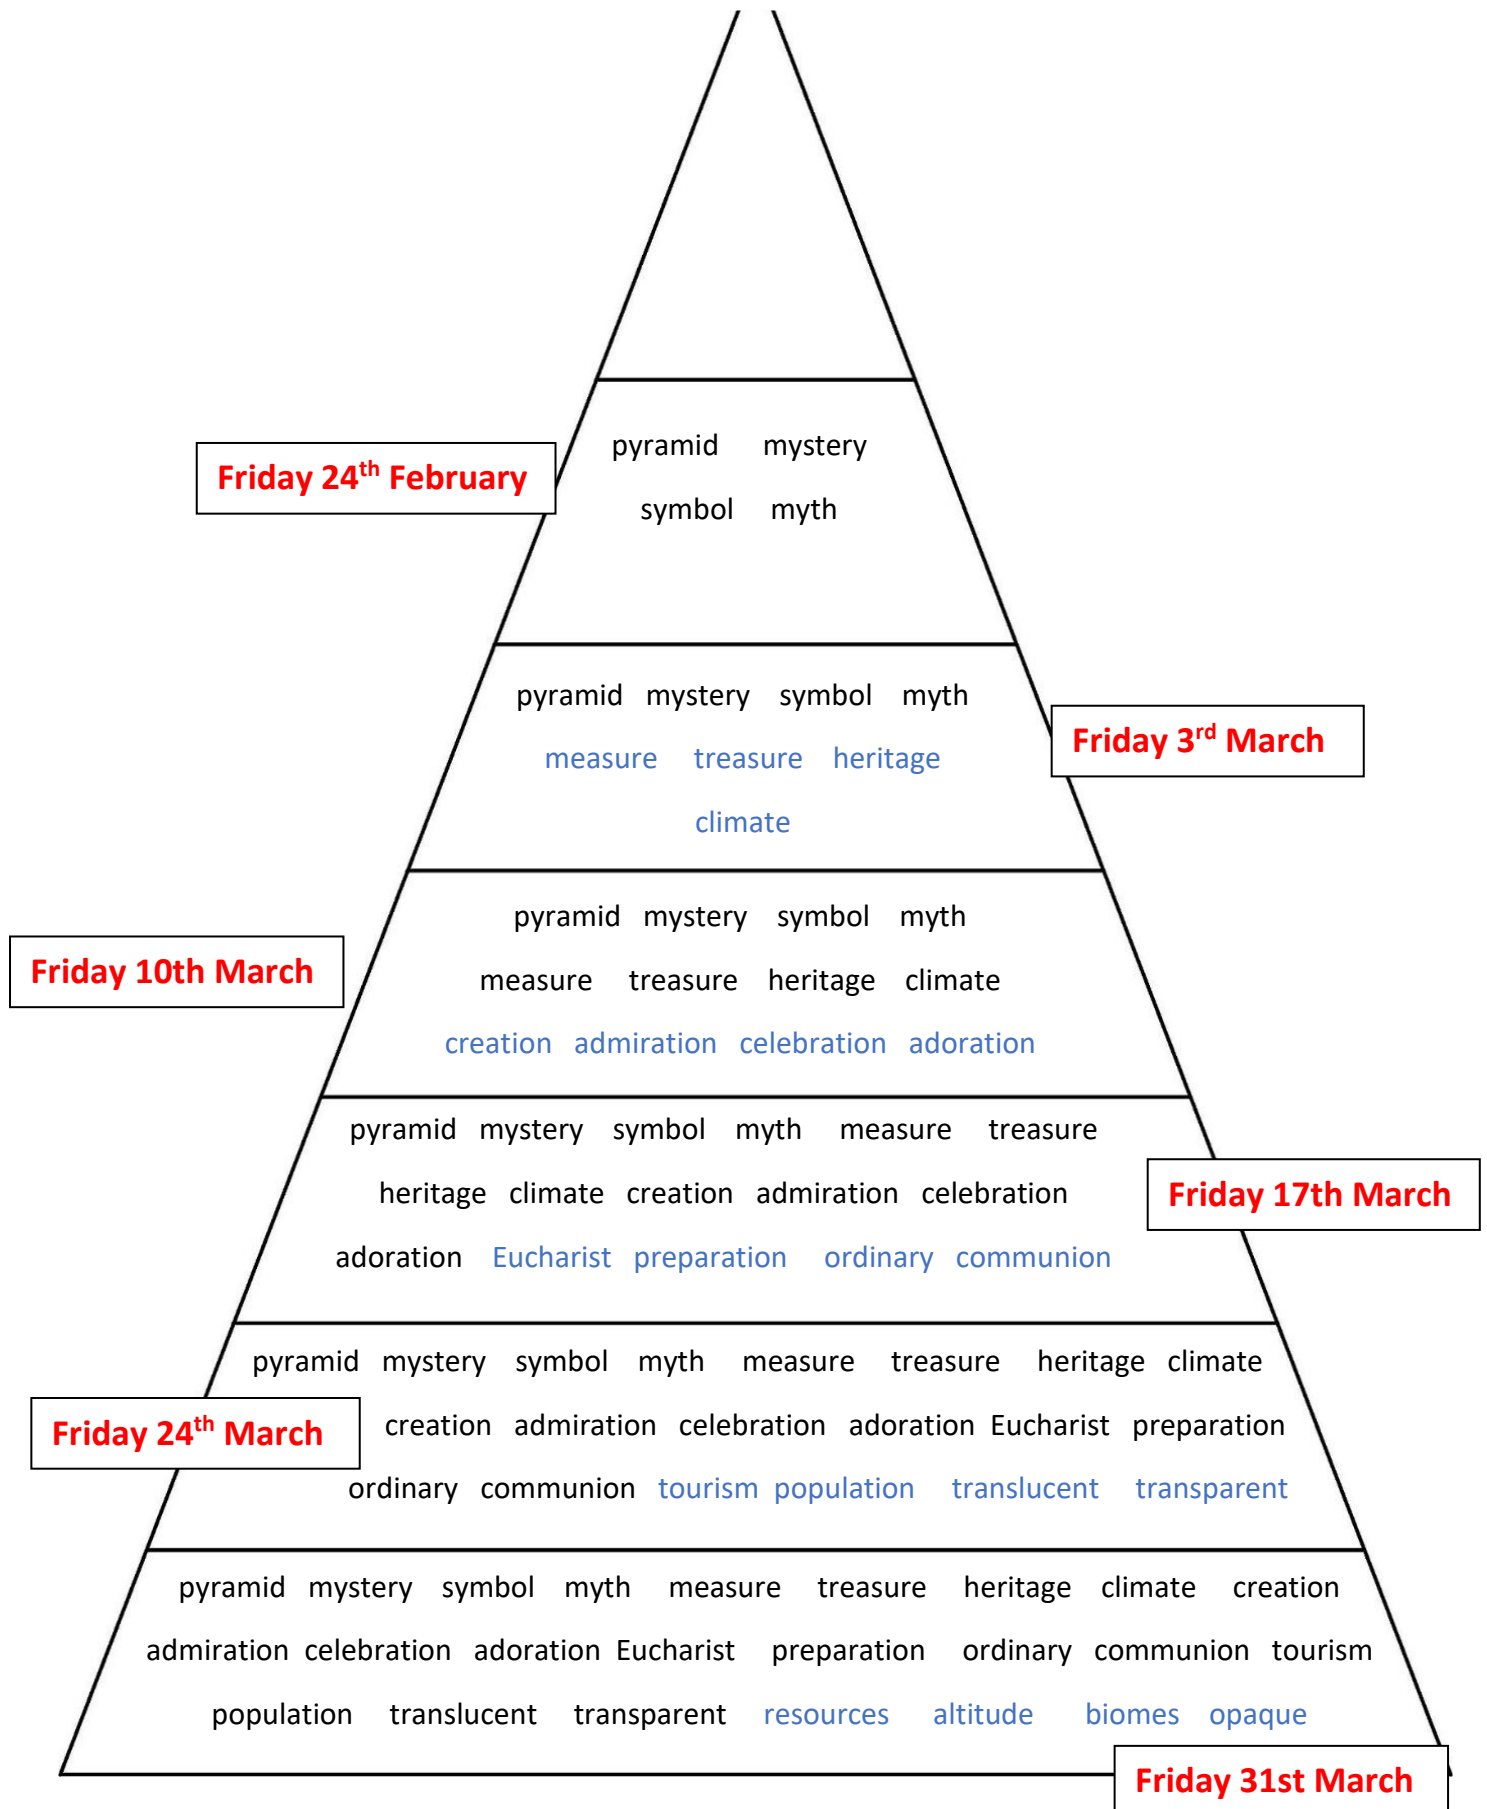 pyramid mystery
Friday 24th February
symbol myth
pyramid mystery symbol myth
Friday 3rd March
measure treasure heritage
climate
pyramid mystery symbol myth
Friday 10th March
measure treasure heritage climate
creation admiration celebration adoration
pyramid mystery symbol myth measure treasure
heritage climate creation admiration celebration
Friday 17th March
adoration Eucharist preparation ordinary communion
pyramid mystery symbol myth measure treasure heritage climate
Friday 24th March
creation admiration celebration adoration Eucharist preparation
ordinary communion tourism population translucent transparent
pyramid mystery symbol myth measure treasure heritage climate creation
admiration celebration adoration Eucharist preparation ordinary communion tourism
population translucent transparent resources altitude biomes opaque
Friday 31st March